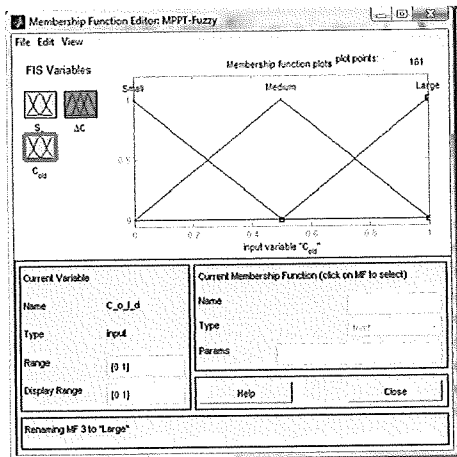 Membership Function Editor: MPPT-Fuzzy
File Edit View
FIS Variables
Membership function plots plot points: 181
S ΔC
C_old
Small Medium Large
1
0.5
0
0 0.2 0.4 0.6 0.8 1
input variable "C_old"
Current Variable
Name C_o_l_d
Type input
Range [0 1]
Display Range [0 1]
Current Membership Function (click on MF to select)
Name
Type
Params
Help Close
Renaming MF 3 to "Large"